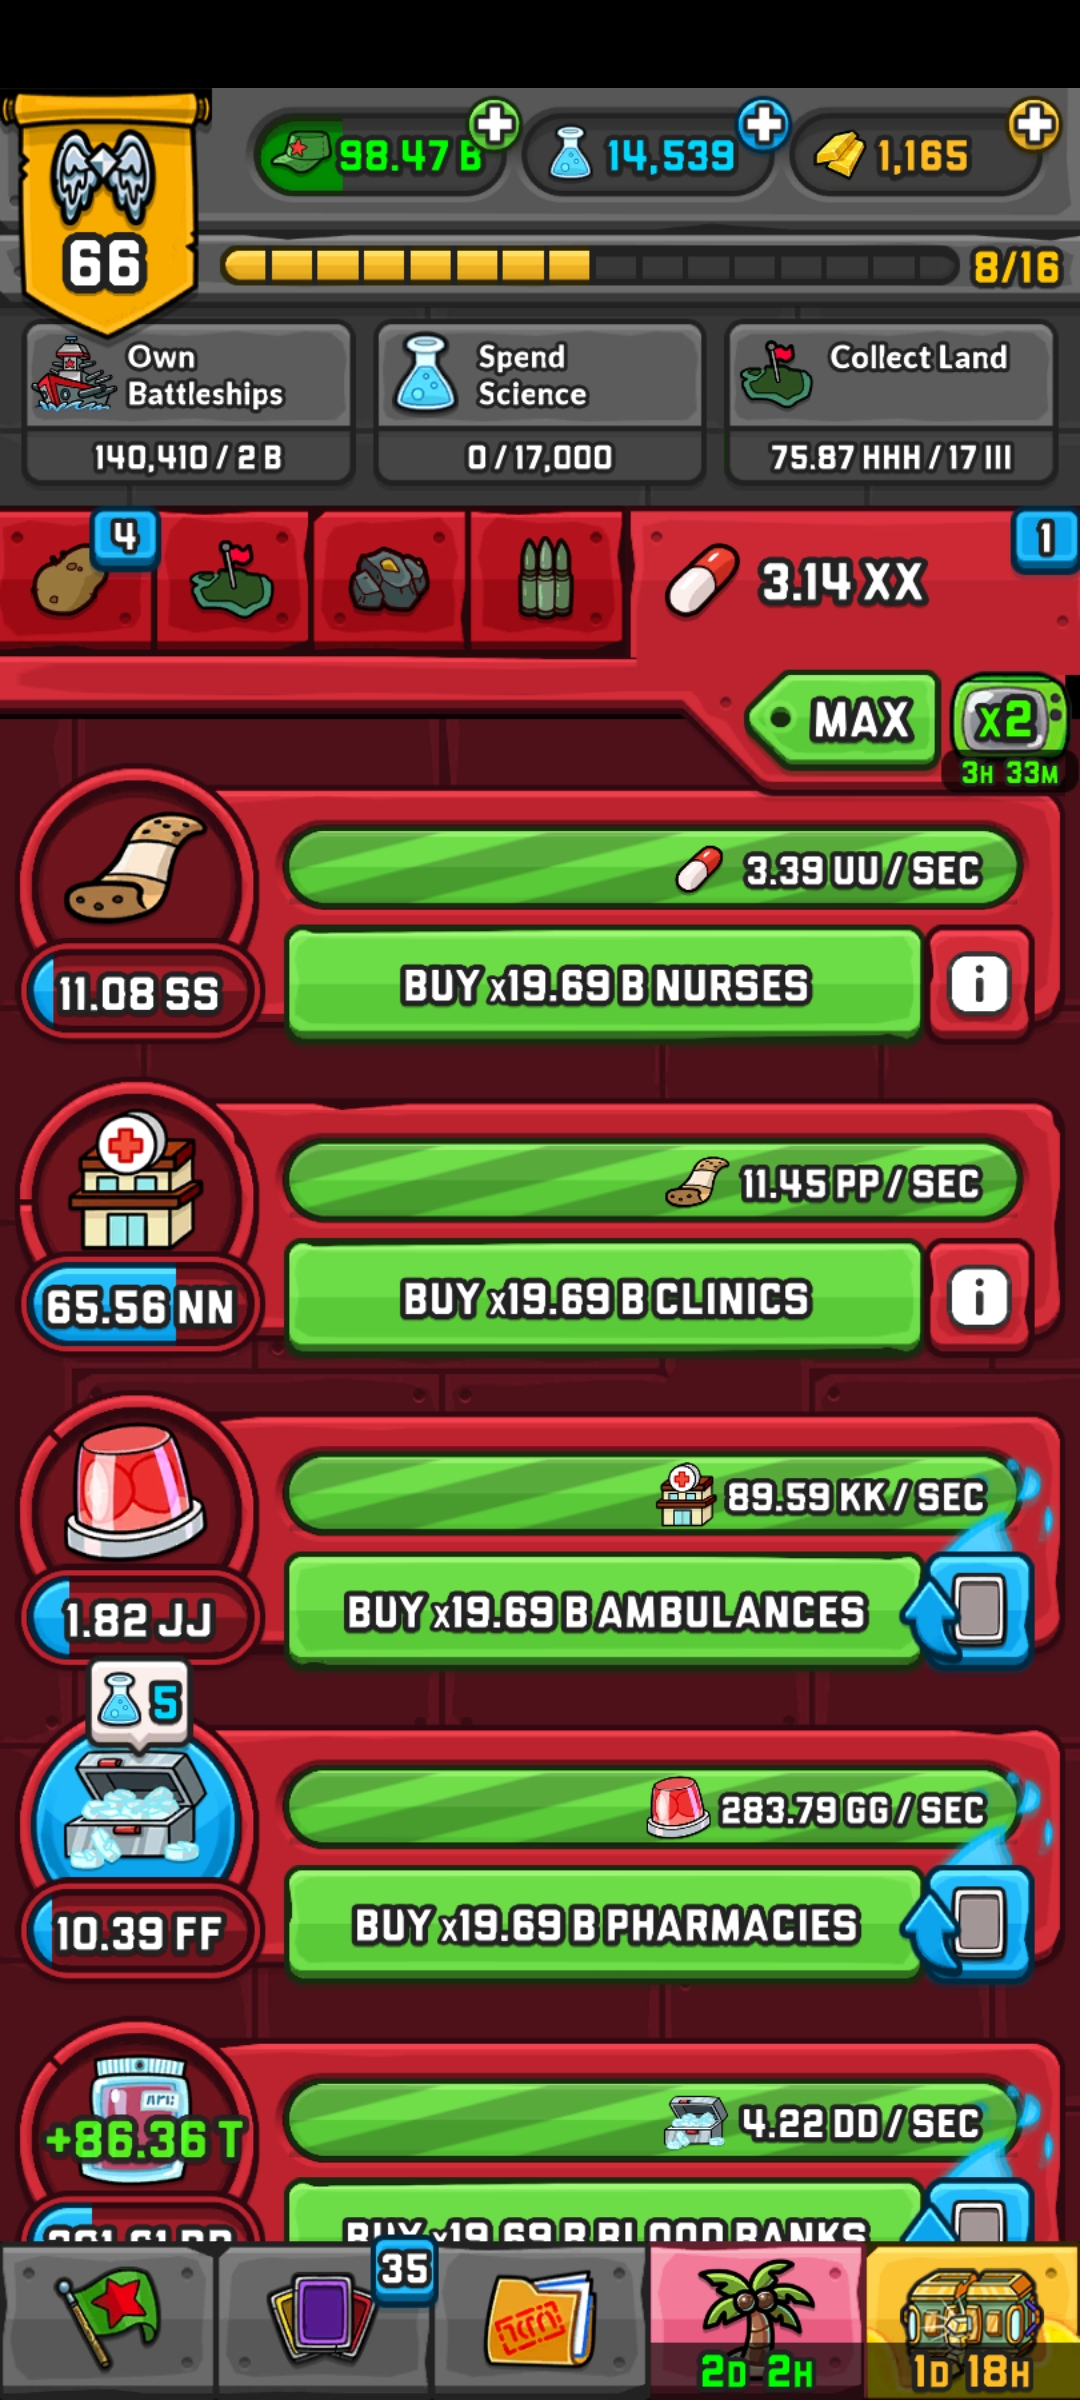 98.47 B
14,539
1,165
66
8/16
Own
Battleships
140,410 / 2 B
Spend
Science
0 / 17,000
Collect Land
75.87 HHH / 17 III
4
3.14 XX
1
MAX
x2
3H 33M
3.39 UU / SEC
11.08 SS
BUY x19.69 B NURSES
i
11.45 PP / SEC
65.56 NN
BUY x19.69 B CLINICS
i
89.59 KK / SEC
1.82 JJ
BUY x19.69 B AMBULANCES
5
283.79 GG / SEC
10.39 FF
BUY x19.69 B PHARMACIES
+86.36 T
4.22 DD / SEC
BUY x19.69 B BLOOD BANKS
35
2D 2H
1D 18H